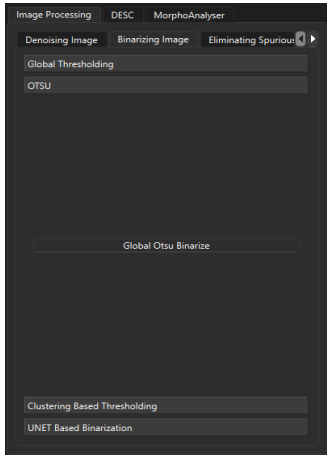 Image Processing DESC MorphoAnalyser
Denoising Image Binarizing Image Eliminating Spurious
Global Thresholding
OTSU
Global Otsu Binarize
Clustering Based Thresholding
UNET Based Binarization